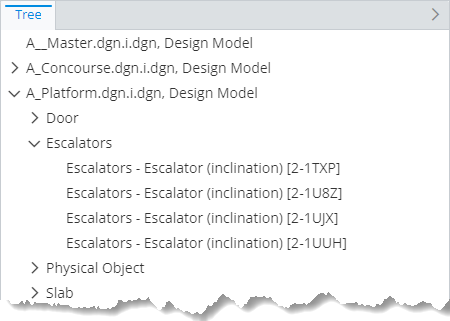 Tree
A__Master.dgn.i.dgn, Design Model
A_Concourse.dgn.i.dgn, Design Model
A_Platform.dgn.i.dgn, Design Model
Door
Escalators
Escalators - Escalator (inclination) [2-1TXP]
Escalators - Escalator (inclination) [2-1U8Z]
Escalators - Escalator (inclination) [2-1UJX]
Escalators - Escalator (inclination) [2-1UUH]
Physical Object
Slab